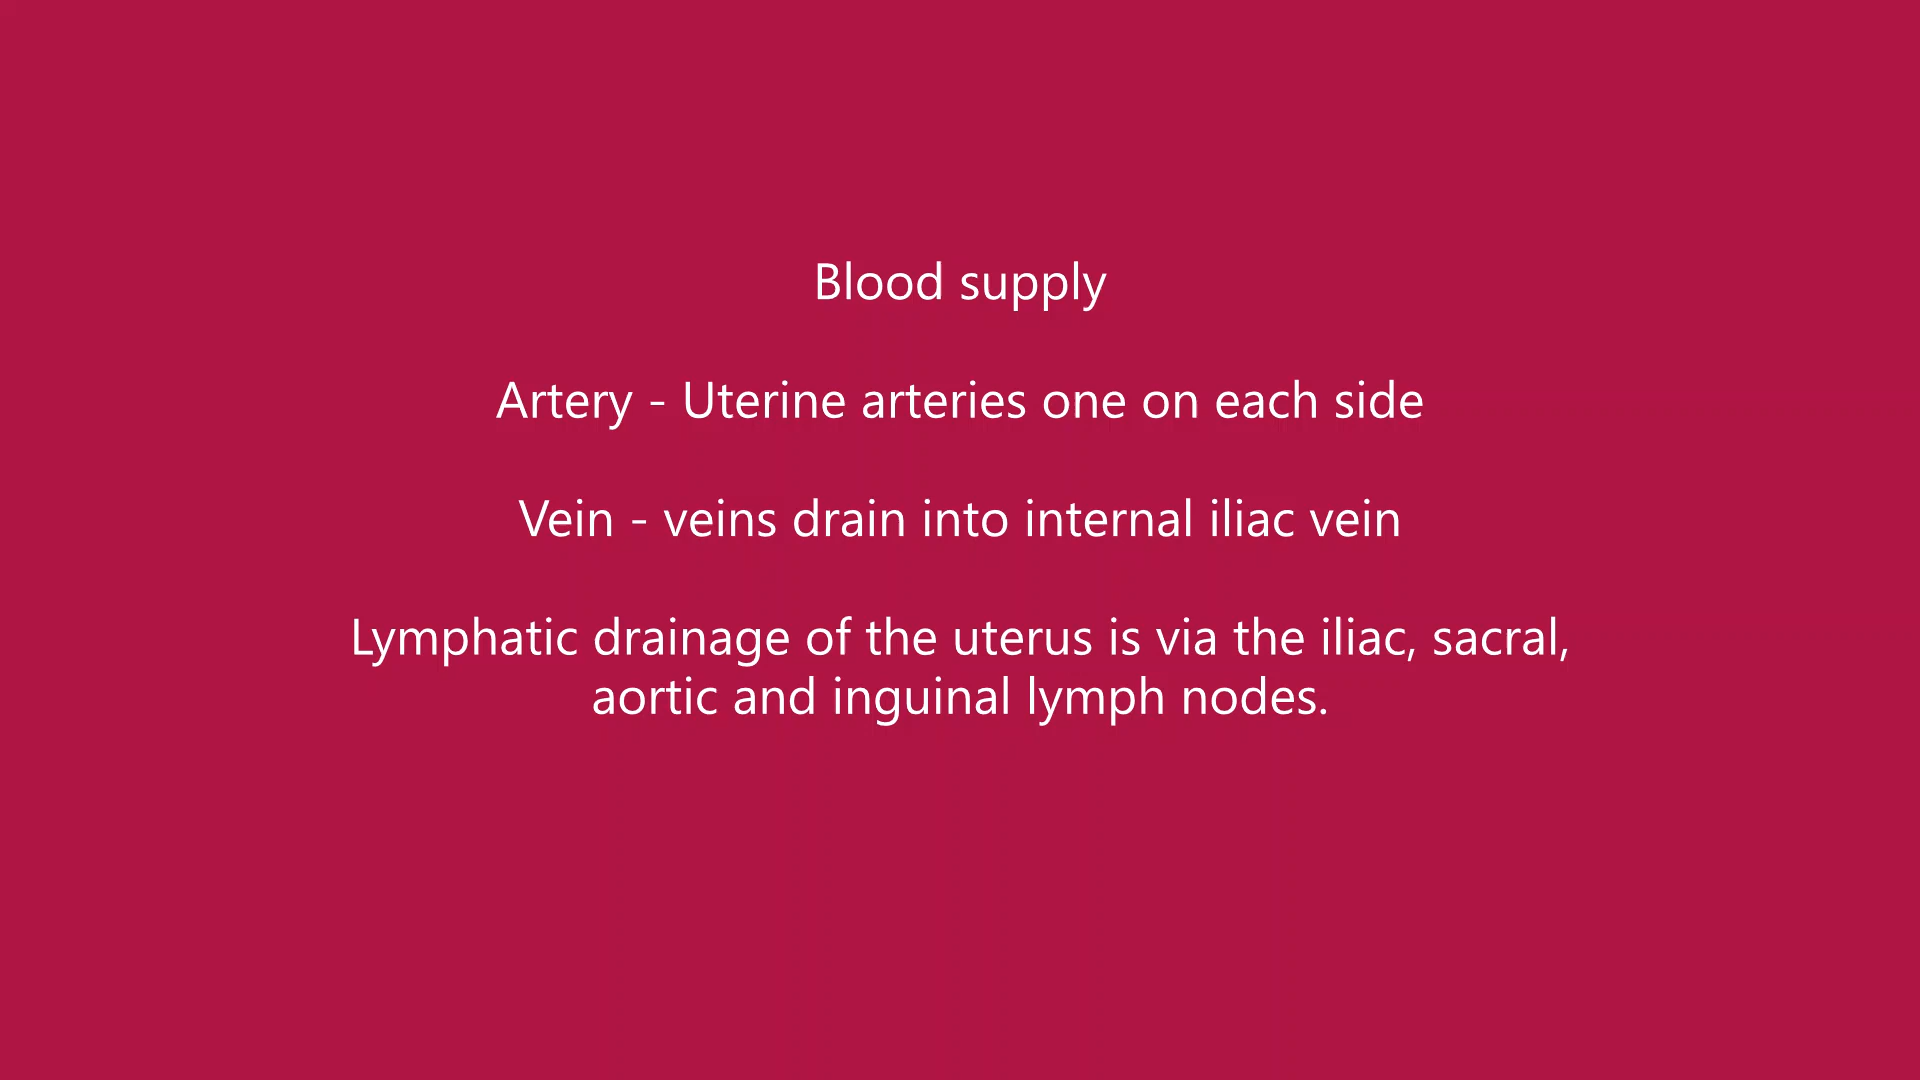 Blood supply
Artery - Uterine arteries one on each side
Vein - veins drain into internal iliac vein
Lymphatic drainage of the uterus is via the iliac, sacral,
aortic and inguinal lymph nodes.